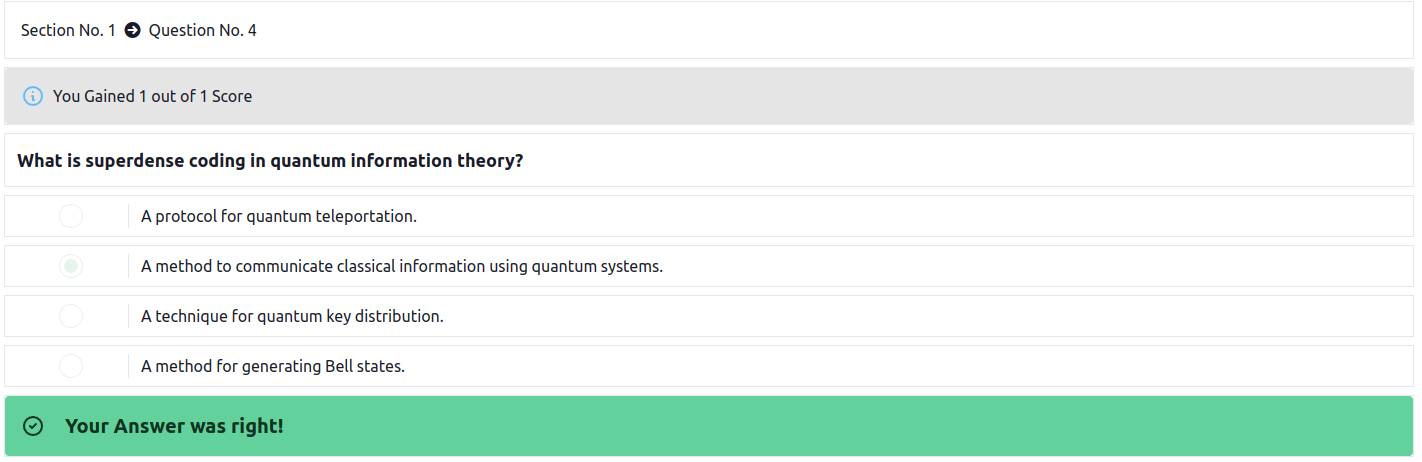 Section No. 1 Question No. 4
You Gained 1 out of 1 Score
What is superdense coding in quantum information theory?
A protocol for quantum teleportation.
A method to communicate classical information using quantum systems.
A technique for quantum key distribution.
A method for generating Bell states.
Your Answer was right!